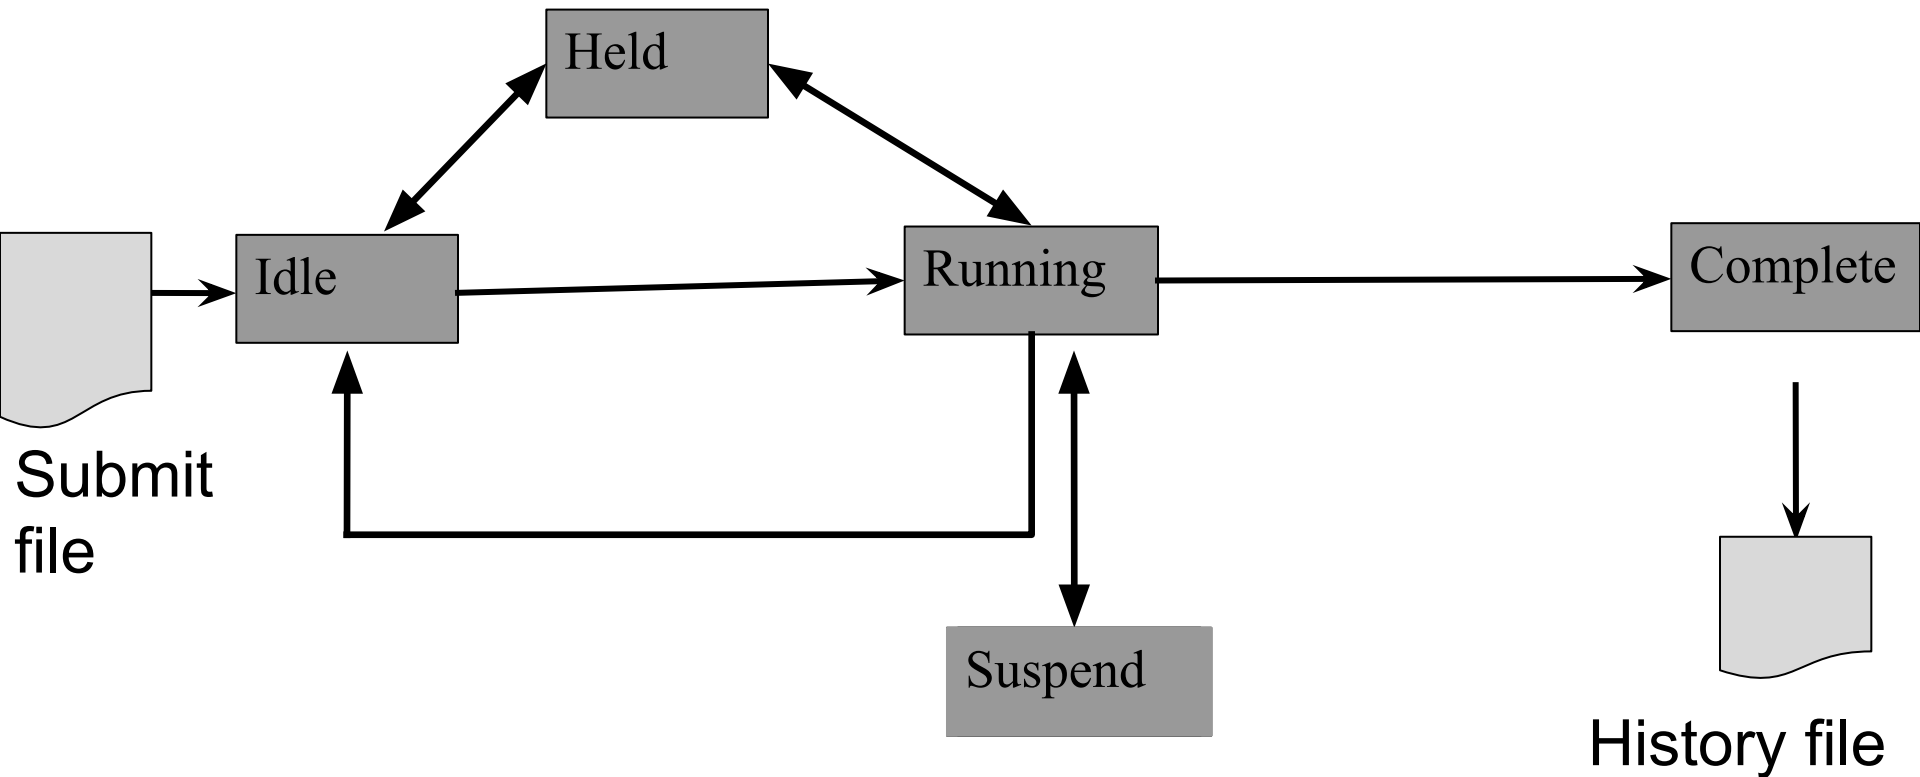 Held
Idle
Running
Complete
Submit
file
Suspend
History file